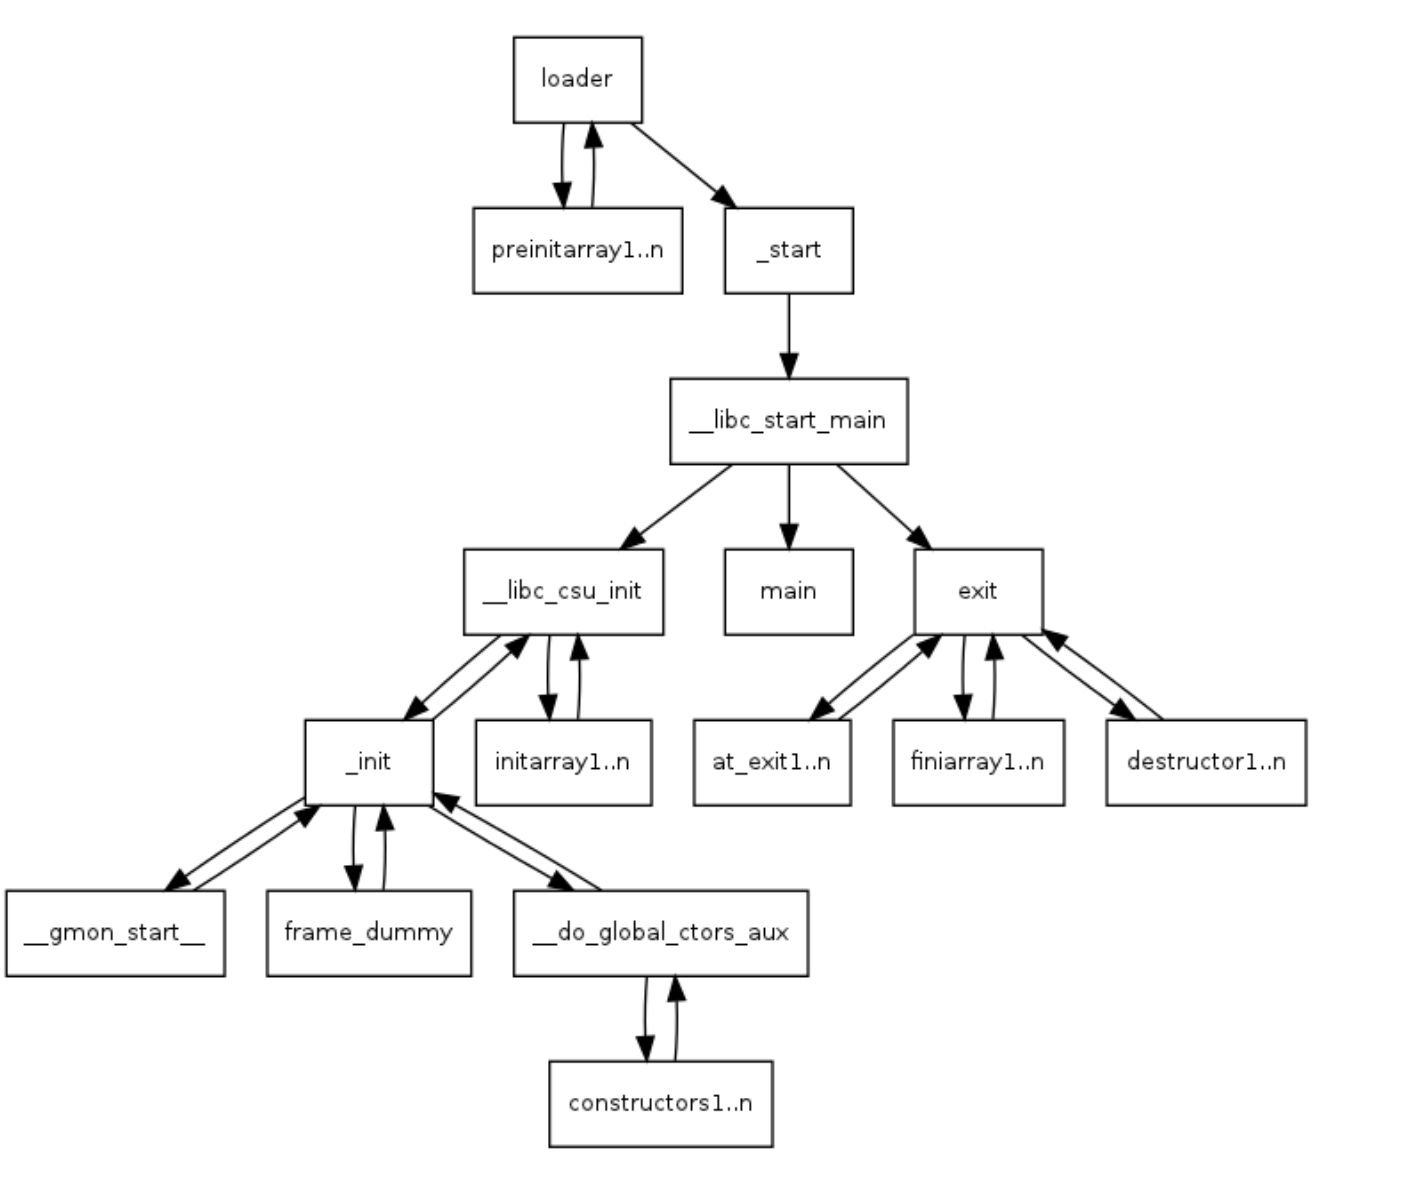 loader
preinitarray1..n
_start
__libc_start_main
__libc_csu_init
main
exit
_init
initarray1..n
at_exit1..n
finiarray1..n
destructor1..n
__gmon_start__
frame_dummy
__do_global_ctors_aux
constructors1..n